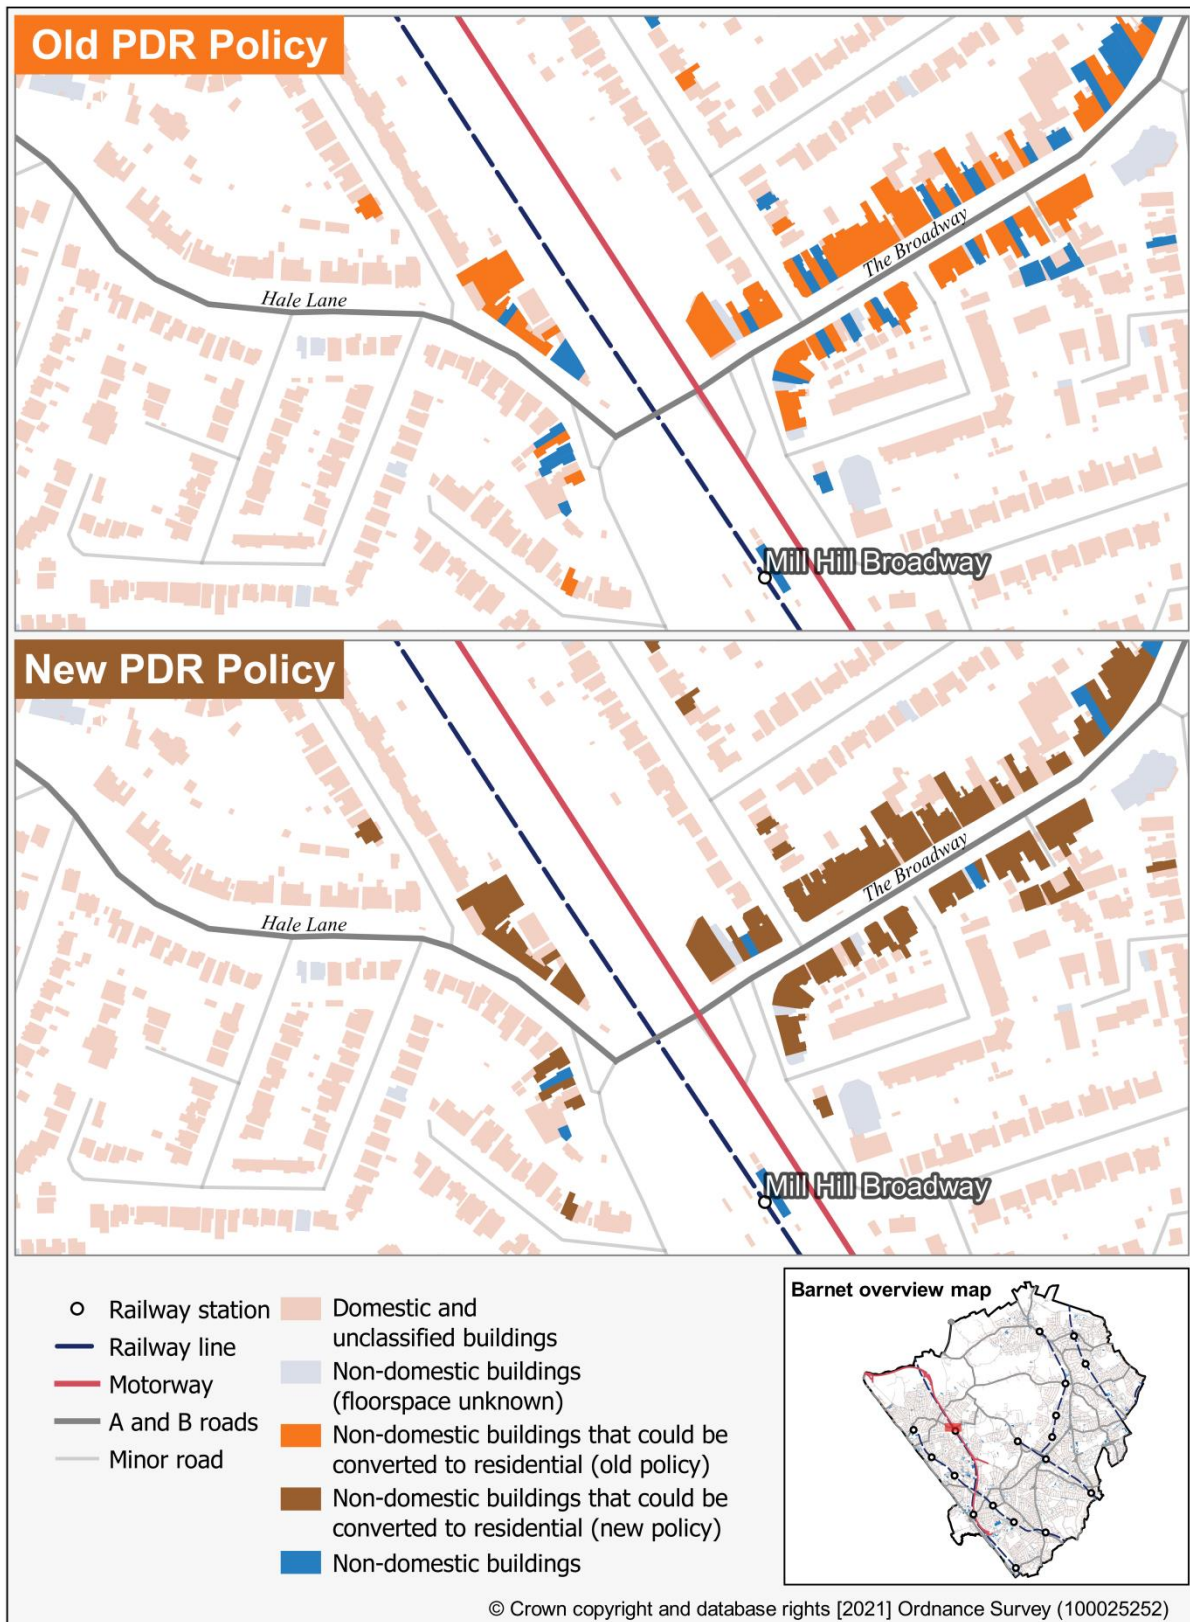 Old PDR Policy
The Broadway
Hale Lane
Mill Hill Broadway
New PDR Policy
The Broadway
Hale Lane
Mill Hill Broadway
Railway station
Railway line
Motorway
A and B roads
Minor road
Domestic and
unclassified buildings
Non-domestic buildings
(floorspace unknown)
Non-domestic buildings that could be
converted to residential (old policy)
Non-domestic buildings that could be
converted to residential (new policy)
Non-domestic buildings
Barnet overview map
© Crown copyright and database rights [2021] Ordnance Survey (100025252)